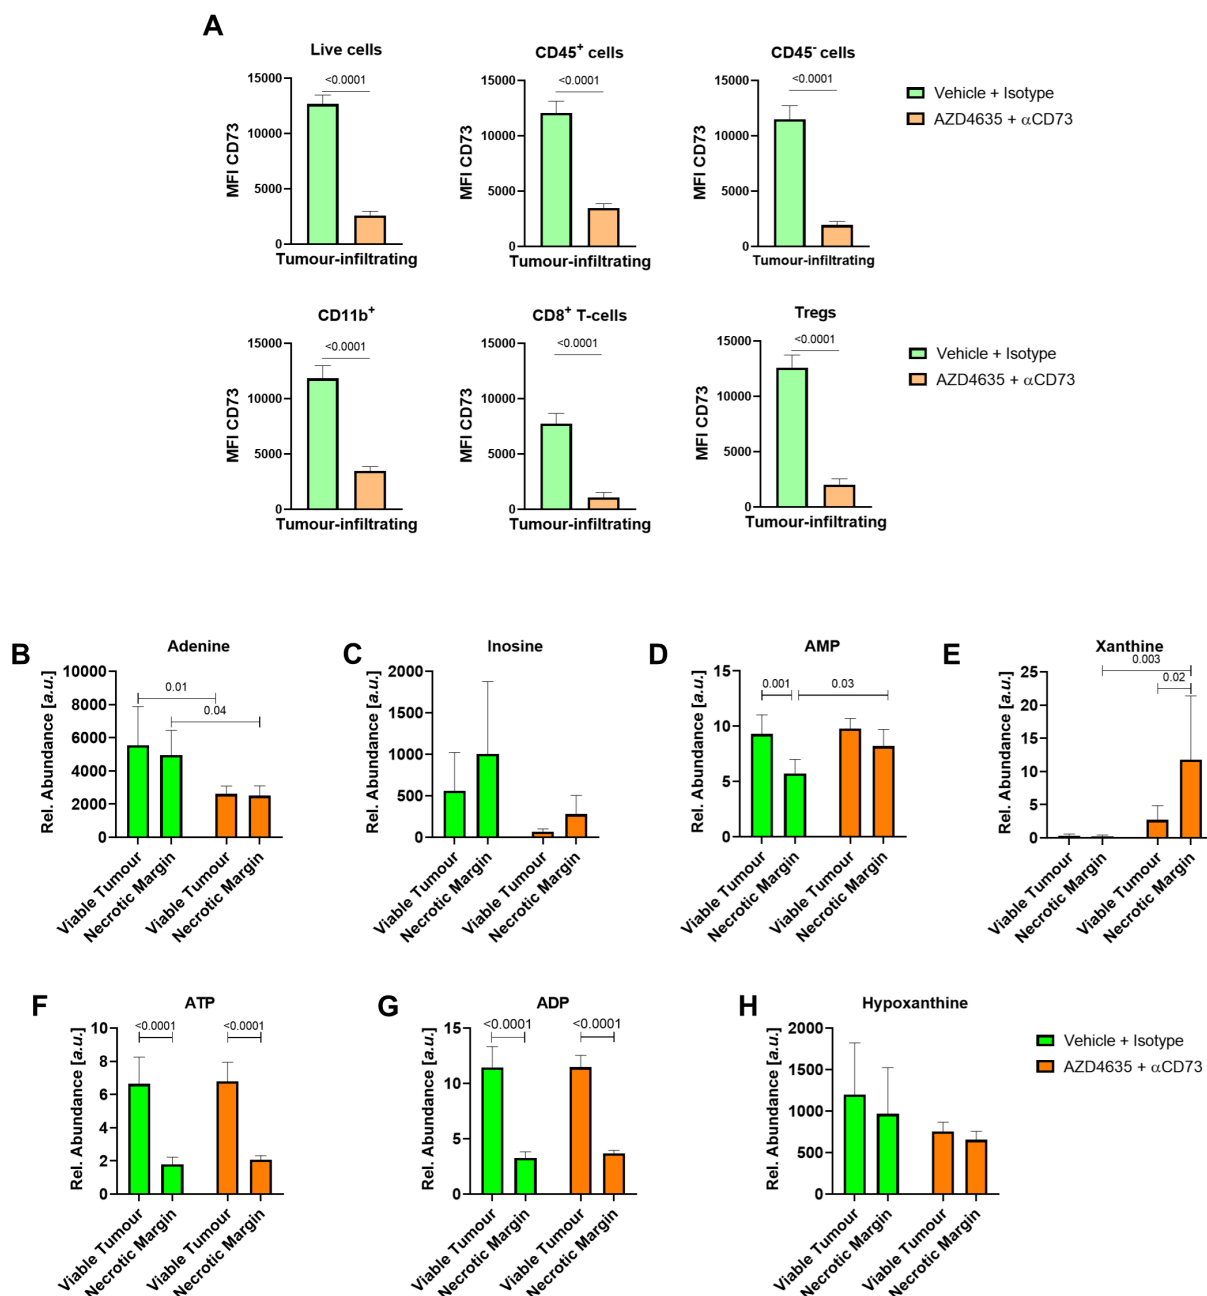 A
Live cells
<0.0001
15000
10000
5000
0
MFI CD73
Tumour-infiltrating
CD45⁺ cells
<0.0001
15000
10000
5000
0
MFI CD73
Tumour-infiltrating
CD45⁻ cells
<0.0001
15000
10000
5000
0
MFI CD73
Tumour-infiltrating
Vehicle + Isotype
AZD4635 + αCD73
CD11b⁺
<0.0001
15000
10000
5000
0
MFI CD73
Tumour-infiltrating
CD8⁺ T-cells
<0.0001
15000
10000
5000
0
MFI CD73
Tumour-infiltrating
Tregs
<0.0001
15000
10000
5000
0
MFI CD73
Tumour-infiltrating
Vehicle + Isotype
AZD4635 + αCD73
B
Adenine
10000
8000
6000
4000
2000
0
Rel. Abundance [a.u.]
0.01
0.04
Viable Tumour
Necrotic Margin
Viable Tumour
Necrotic Margin
C
Inosine
2000
1500
1000
500
0
Rel. Abundance [a.u.]
Viable Tumour
Necrotic Margin
Viable Tumour
Necrotic Margin
D
AMP
15
10
5
0
Rel. Abundance [a.u.]
0.001
0.03
Viable Tumour
Necrotic Margin
Viable Tumour
Necrotic Margin
E
Xanthine
25
20
15
10
5
0
Rel. Abundance [a.u.]
0.003
0.02
Viable Tumour
Necrotic Margin
Viable Tumour
Necrotic Margin
F
ATP
10
8
6
4
2
0
Rel. Abundance [a.u.]
<0.0001
<0.0001
Viable Tumour
Necrotic Margin
Viable Tumour
Necrotic Margin
G
ADP
15
10
5
0
Rel. Abundance [a.u.]
<0.0001
<0.0001
Viable Tumour
Necrotic Margin
Viable Tumour
Necrotic Margin
H
Hypoxanthine
2000
1500
1000
500
0
Rel. Abundance [a.u.]
Viable Tumour
Necrotic Margin
Viable Tumour
Necrotic Margin
Vehicle + Isotype
AZD4635 + αCD73